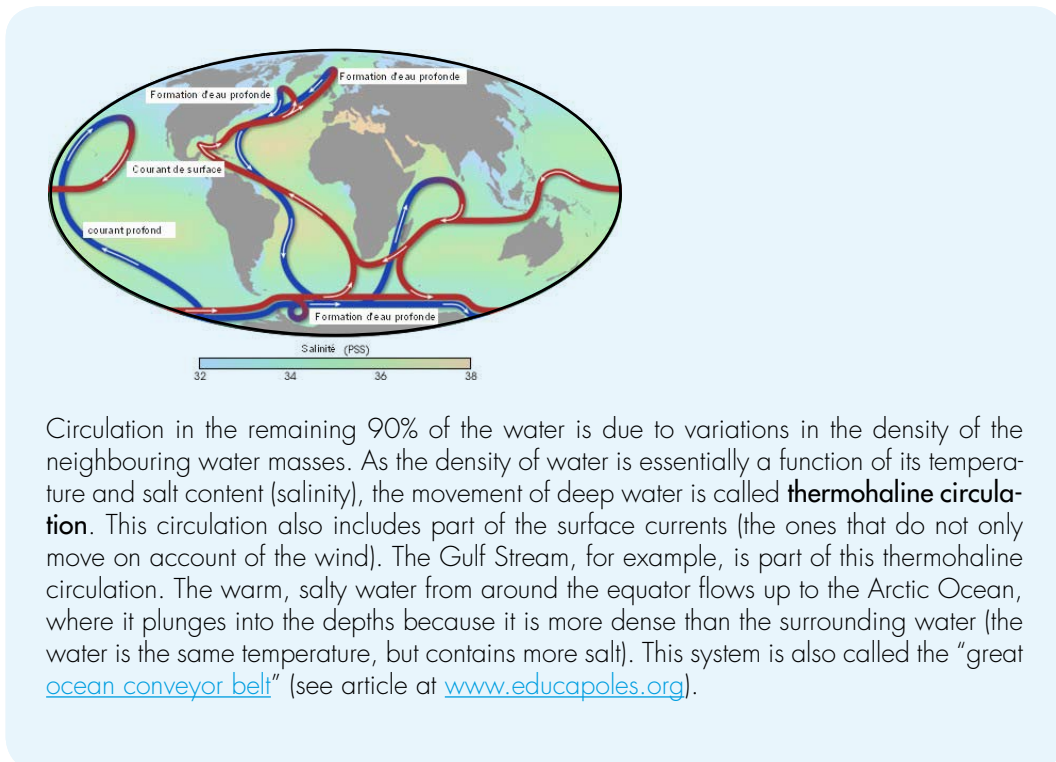 Formation d'eau profonde
Formation d'eau profonde
Courant de surface
courant profond
Formation d'eau profonde
Salinité (PSS)
32 34 36 38
Circulation in the remaining 90% of the water is due to variations in the density of the
neighbouring water masses. As the density of water is essentially a function of its tempera-
ture and salt content (salinity), the movement of deep water is called thermohaline circula-
tion. This circulation also includes part of the surface currents (the ones that do not only
move on account of the wind). The Gulf Stream, for example, is part of this thermohaline
circulation. The warm, salty water from around the equator flows up to the Arctic Ocean,
where it plunges into the depths because it is more dense than the surrounding water (the
water is the same temperature, but contains more salt). This system is also called the “great
ocean conveyor belt” (see article at www.educapoles.org).